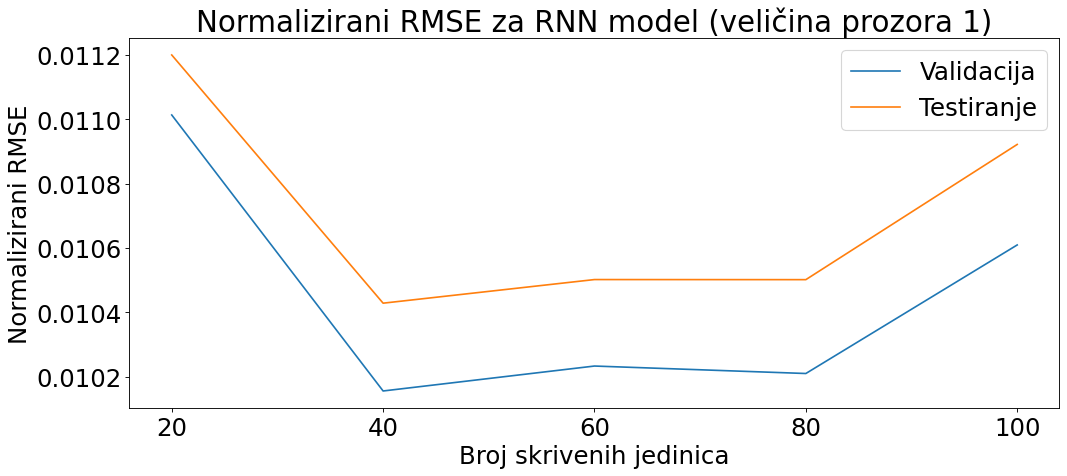 Normalizirani RMSE za RNN model (veličina prozora 1)
Validacija
Testiranje
Normalizirani RMSE
0.0112
0.0110
0.0108
0.0106
0.0104
0.0102
20 40 60 80 100
Broj skrivenih jedinica